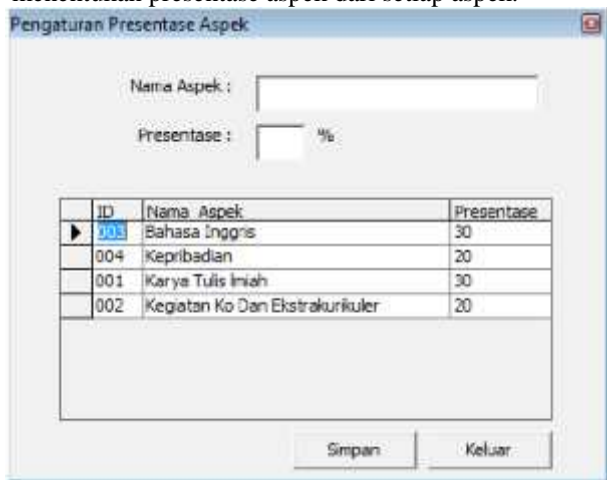 menentukan presentase aspek dari setiap aspek.
Pengaturan Presentase Aspek
Nama Aspek :
Presentase : %
ID Nama Aspek Presentase
003 Bahasa Inggris 30
004 Kepribadian 20
001 Karya Tulis Imiah 30
002 Kegiatan Ko Dan Ekstrakurikuler 20
Simpan Keluar